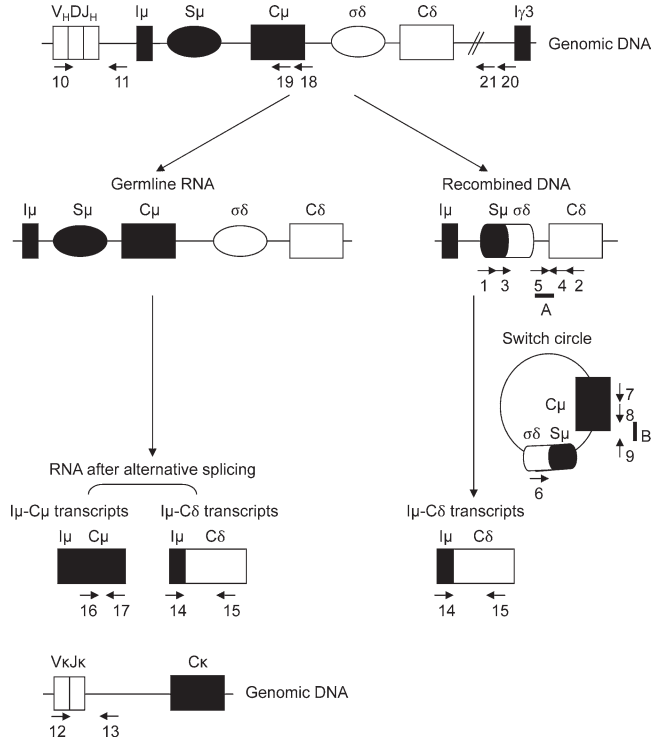 VHDJH Iμ Sμ Cμ σδ Cδ Iγ3
Genomic DNA
10 11 19 18 21 20
Germline RNA Recombined DNA
Iμ Sμ Cμ σδ Cδ Iμ Sμ σδ Cδ
1 3 5 4 2
A
Switch circle
Cμ 7
8
B
σδ Sμ 9
6
RNA after alternative splicing
Iμ-Cμ transcripts Iμ-Cδ transcripts Iμ-Cδ transcripts
Iμ Cμ Iμ Cδ Iμ Cδ
16 17 14 15 14 15
VκJκ Cκ
Genomic DNA
12 13